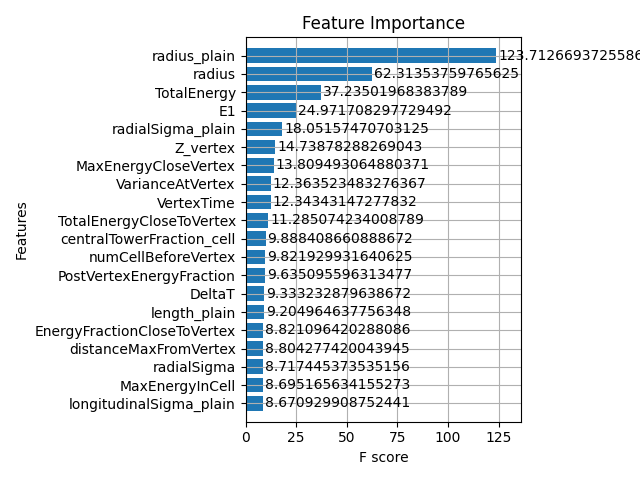 Feature Importance
radius_plain 123.7126693725586
radius 62.31353759765625
TotalEnergy 37.23501968383789
E1 24.971708297729492
radialSigma_plain 18.05157470703125
Z_vertex 14.73878288269043
MaxEnergyCloseVertex 13.809493064880371
VarianceAtVertex 12.363523483276367
VertexTime 12.34343147277832
TotalEnergyCloseToVertex 11.285074234008789
centralTowerFraction_cell 9.888408660888672
numCellBeforeVertex 9.821929931640625
PostVertexEnergyFraction 9.635095596313477
DeltaT 9.333232879638672
length_plain 9.204964637756348
EnergyFractionCloseToVertex 8.821096420288086
distanceMaxFromVertex 8.804277420043945
radialSigma 8.717445373535156
MaxEnergyInCell 8.695165634155273
longitudinalSigma_plain 8.670929908752441
Features
0 25 50 75 100 125
F score